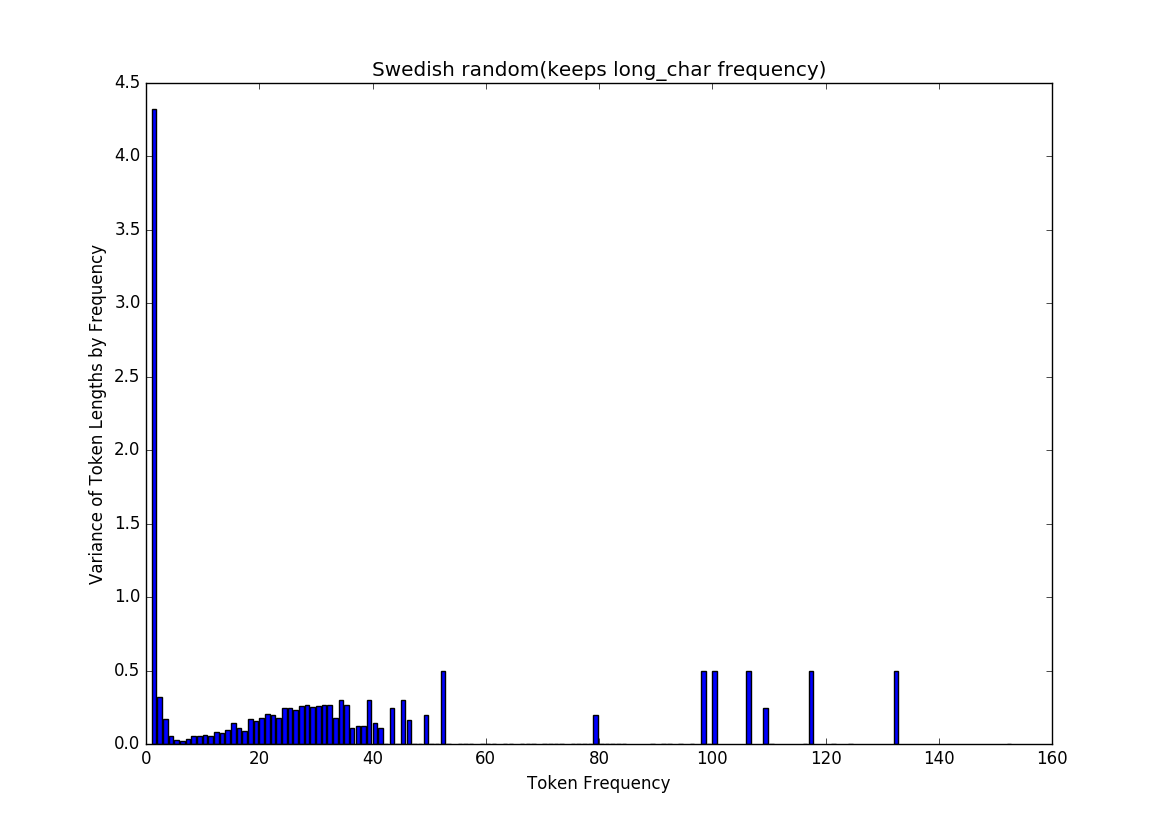 Swedish random(keeps long_char frequency)
4.5
4.0
3.5
3.0
2.5
2.0
1.5
1.0
0.5
0.0
Variance of Token Lengths by Frequency
0 20 40 60 80 100 120 140 160
Token Frequency